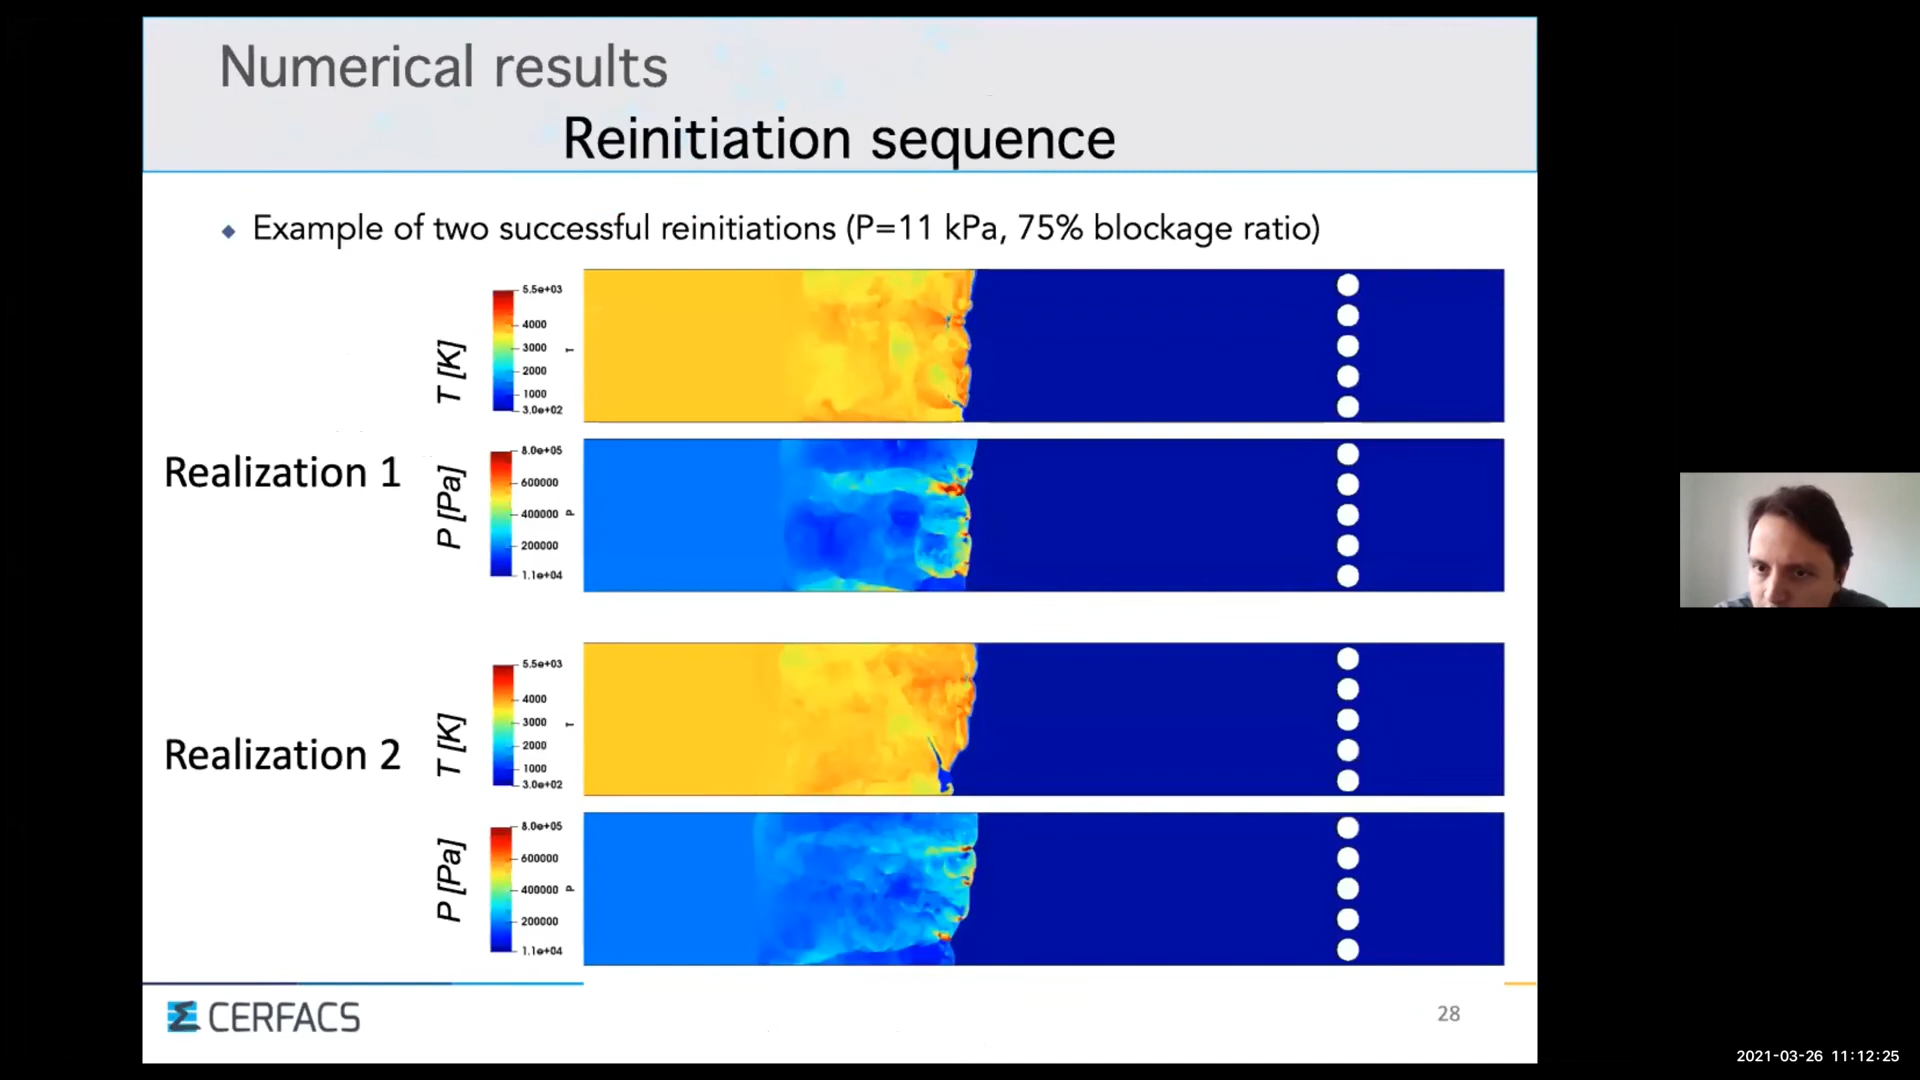 Numerical results
Reinitiation sequence
Example of two successful reinitiations (P=11 kPa, 75% blockage ratio)
Realization 1
T [K]
5.5e+03
4000
3000
2000
1000
3.0e+02
T
P [Pa]
8.0e+05
600000
400000
200000
1.1e+04
P
Realization 2
T [K]
5.5e+03
4000
3000
2000
1000
3.0e+02
T
P [Pa]
8.0e+05
600000
400000
200000
1.1e+04
P
CERFACS
28
2021-03-26 11:12:25